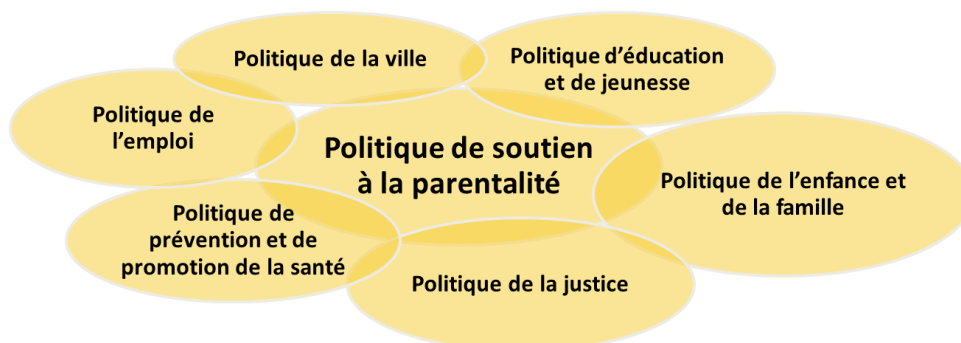 Politique de la ville
Politique d'éducation
et de jeunesse
Politique de
l'emploi
Politique de soutien
à la parentalité
Politique de l'enfance et
de la famille
Politique de
prévention et de
promotion de la santé
Politique de la justice